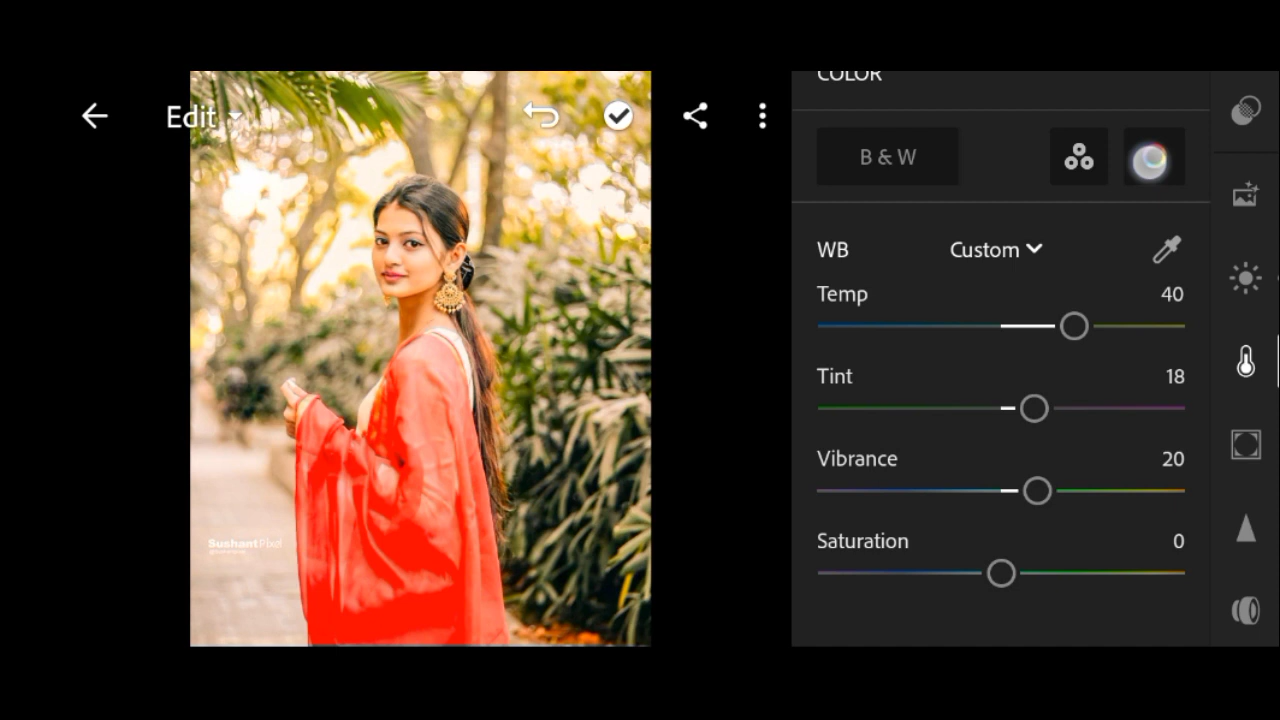 COLOR
Edit
B & W
WB Custom
Temp 40
Tint 18
Vibrance 20
Saturation 0
SushantPixel